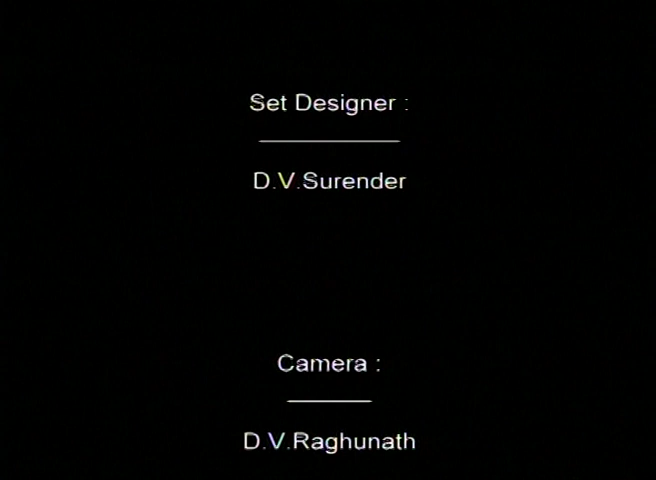 Set Designer :
D.V.Surender
Camera :
D.V.Raghunath